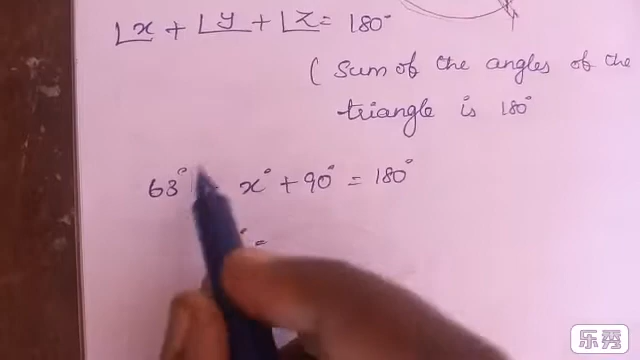 ∠x + ∠y + ∠z = 180°
( Sum of the angles of the
triangle is 180°
63° x° + 90° = 180°
° =
乐秀